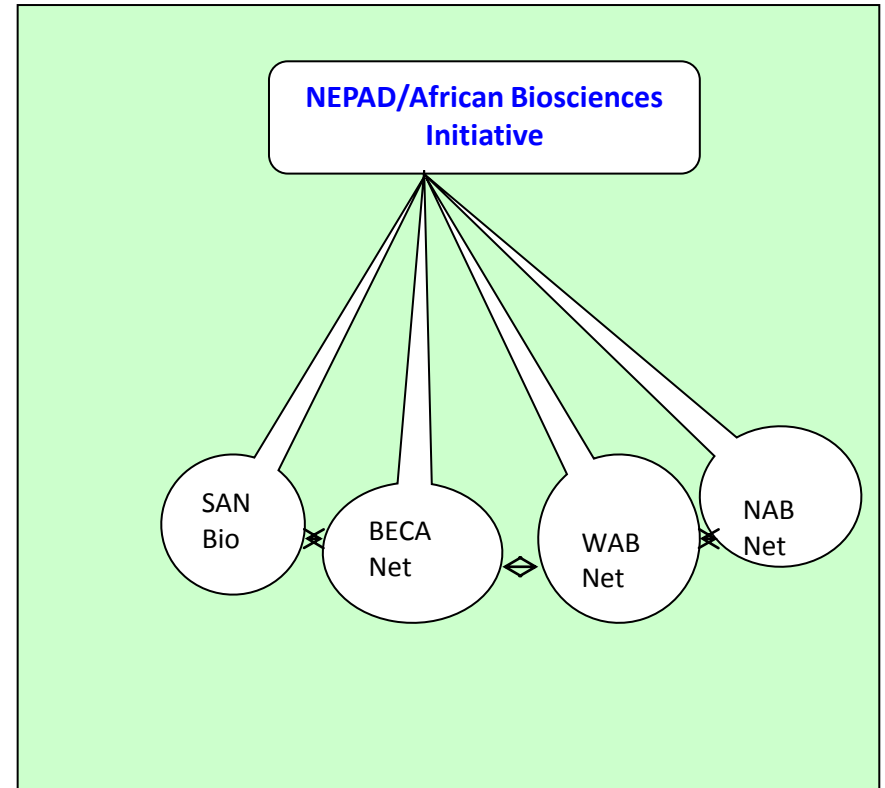 NEPAD/African Biosciences
Initiative
SAN
Bio
BECA
Net
WAB
Net
NAB
Net